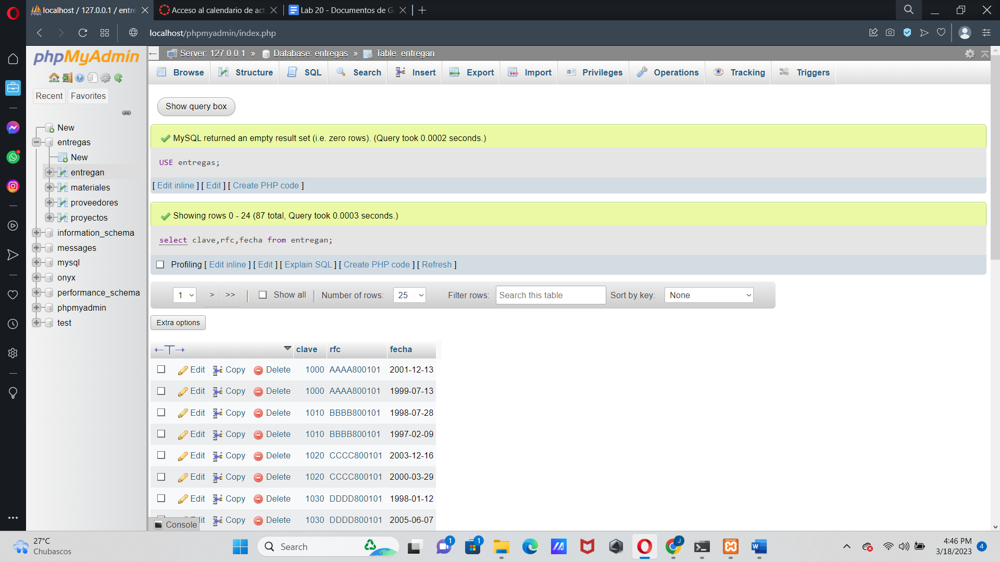 localhost / 127.0.0.1 / entre
Acceso al calendario de act
Lab 20 - Documentos de Go
localhost/phpmyadmin/index.php
phpMyAdmin
Recent
Favorites
New
entregas
New
entregan
materiales
proveedores
proyectos
information_schema
messages
mysql
onyx
performance_schema
phpmyadmin
test
Server: 127.0.0.1 » Database: entregas » Table: entregan
Browse Structure SQL Search Insert Export Import Privileges Operations Tracking Triggers
Show query box
MySQL returned an empty result set (i.e. zero rows). (Query took 0.0002 seconds.)
USE entregas;
[ Edit inline ] [ Edit ] [ Create PHP code ]
Showing rows 0 - 24 (87 total, Query took 0.0003 seconds.)
select clave,rfc,fecha from entregan;
Profiling [ Edit inline ] [ Edit ] [ Explain SQL ] [ Create PHP code ] [ Refresh ]
1 > >> | Show all | Number of rows: 25 Filter rows: Search this table Sort by key: None
Extra options
←T→ clave rfc fecha
Edit Copy Delete 1000 AAAA800101 2001-12-13
Edit Copy Delete 1000 AAAA800101 1999-07-13
Edit Copy Delete 1010 BBBB800101 1998-07-28
Edit Copy Delete 1010 BBBB800101 1997-02-09
Edit Copy Delete 1020 CCCC800101 2003-12-16
Edit Copy Delete 1020 CCCC800101 2000-03-29
Edit Copy Delete 1030 DDDD800101 1998-01-12
Copy Delete 1030 DDDD800101 2005-06-07
Console
27°C
Chubascos
Search
1
1
J
W
4:46 PM
3/18/2023
4